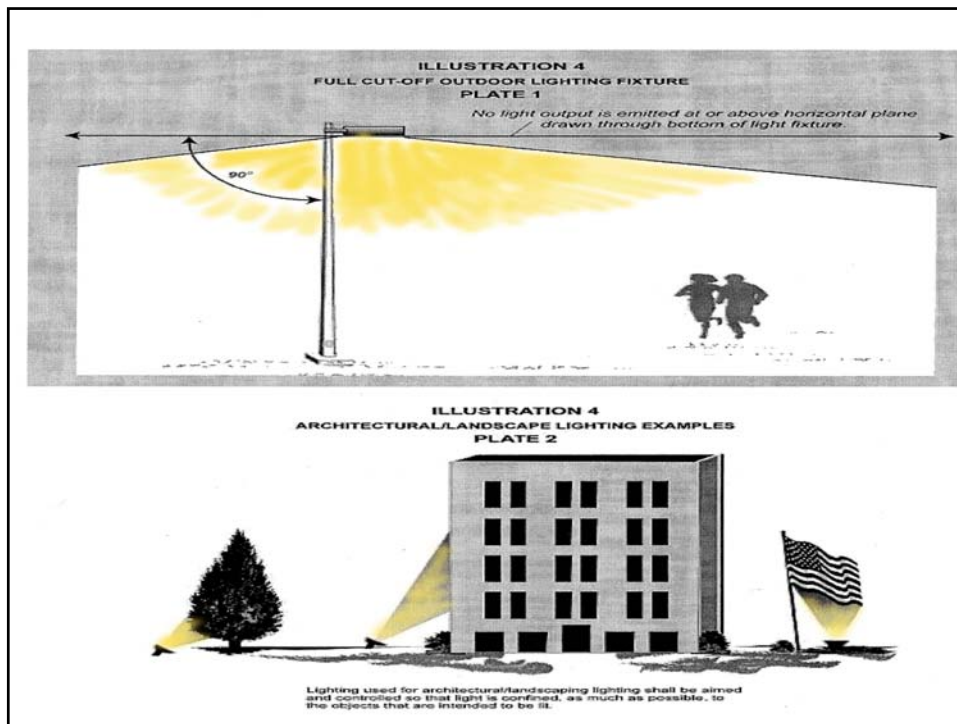 ILLUSTRATION 4
FULL CUT-OFF OUTDOOR LIGHTING FIXTURE
PLATE 1
No light output is emitted at or above horizontal plane
drawn through bottom of light fixture.
90°
ILLUSTRATION 4
ARCHITECTURAL/LANDSCAPE LIGHTING EXAMPLES
PLATE 2
Lighting used for architectural/landscaping lighting shall be aimed
and controlled so that light is confined, as much as possible, to
the objects that are intended to be lit.